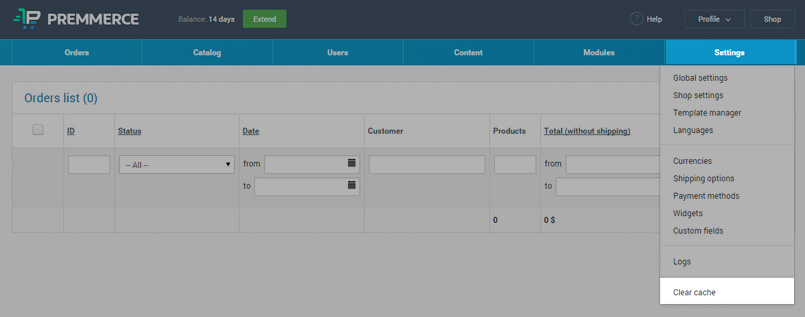 PREMMERCE
Balance: 14 days
Extend
? Help
Profile
Shop
Orders
Catalog
Users
Content
Modules
Settings
Global settings
Shop settings
Template manager
Languages
Currencies
Shipping options
Payment methods
Widgets
Custom fields
Logs
Clear cache
Orders list (0)
ID
Status
Date
Customer
Products
Total (without shipping)
-- All --
from
to
from
to
0
0 $